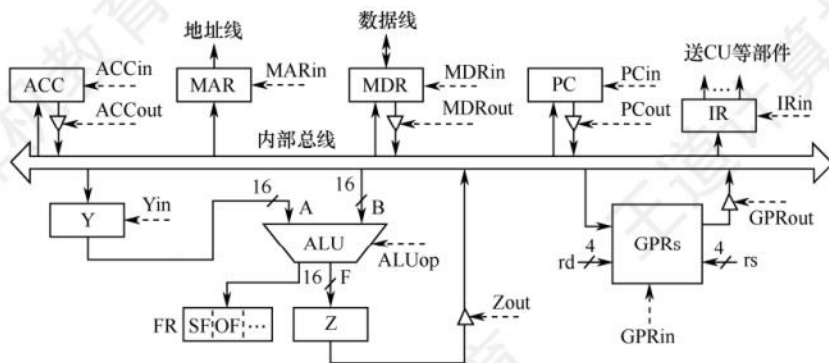 地址线
数据线
送CU等部件
ACC
ACCin
ACCout
MAR
MARin
MDR
MDRin
MDRout
PC
PCin
PCout
…
IR
IRin
内部总线
Y
Yin
16
A
16
B
ALU
ALUop
16
F
FR
SF
OF
…
Z
Zout
GPRs
GPRout
4
rd
4
rs
GPRin